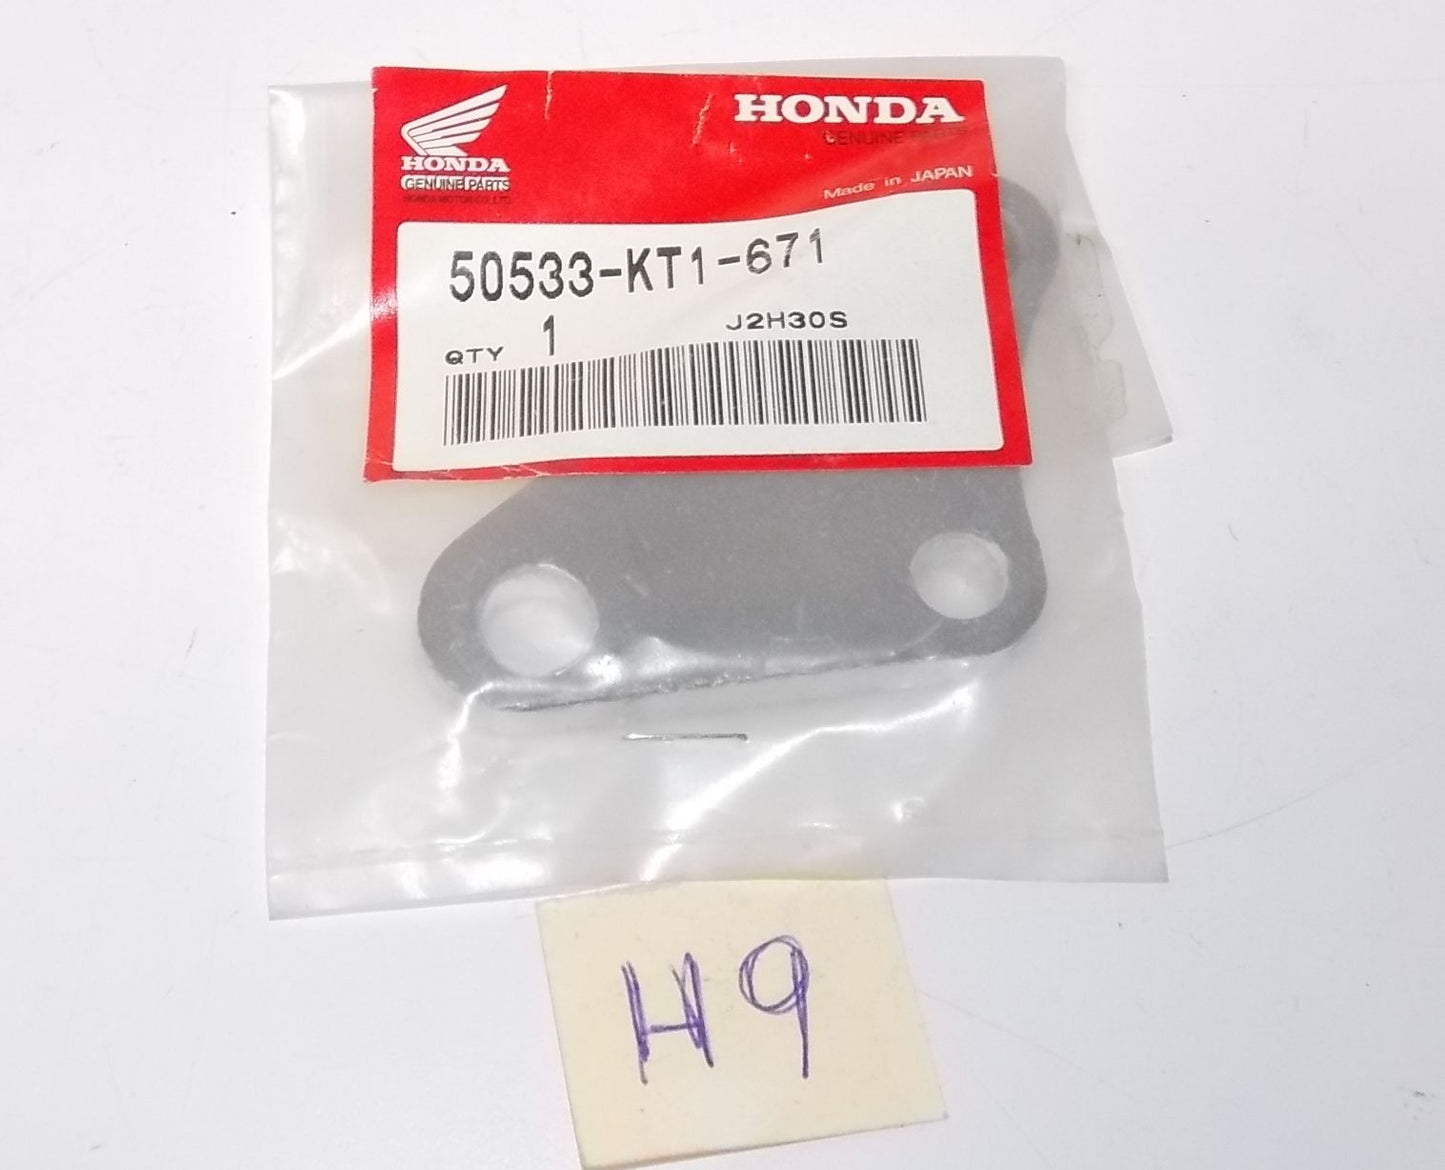 HONDA
GENUINE PARTS
HONDA MOTOR CO., LTD.
HONDA
GENUINE PARTS
Made in JAPAN
50533-KT1-671
QTY 1 J2H30S
H9